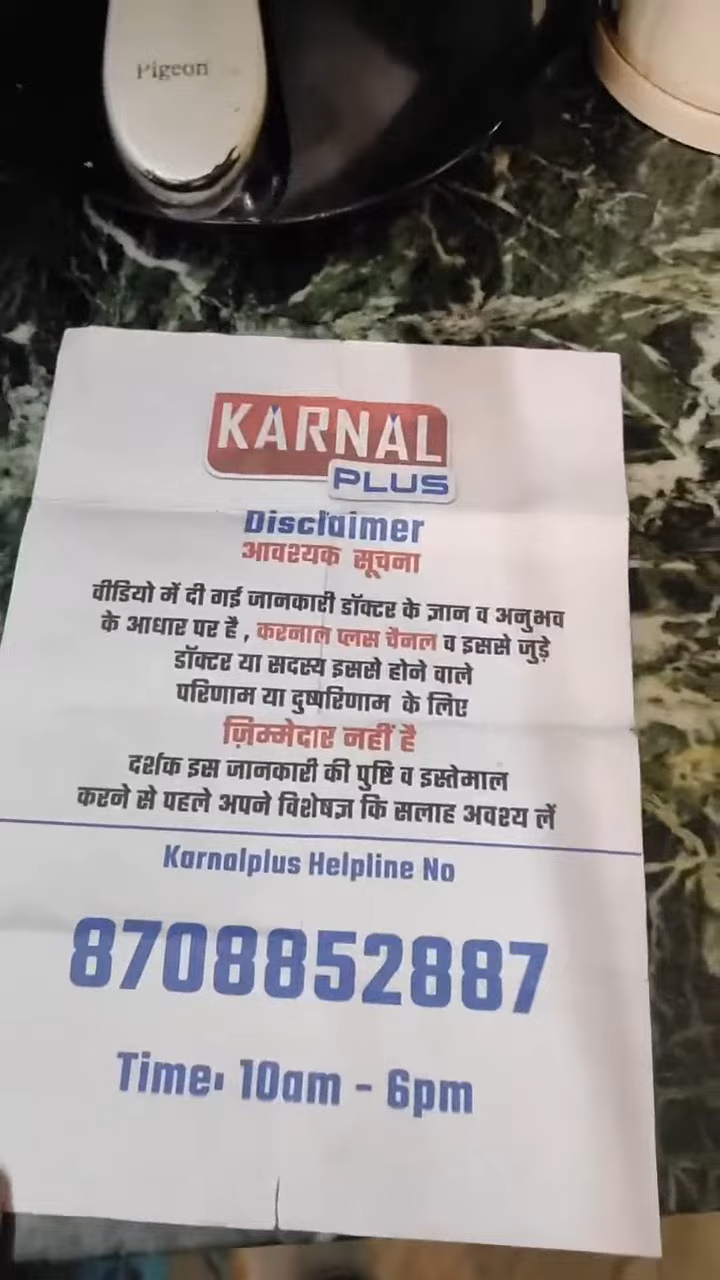 Pigeon
KARNAL
PLUS
Disclaimer
आवश्यक सूचना
वीडियो में दी गई जानकारी डॉक्टर के ज्ञान व अनुभव
के आधार पर है , करनाल प्लस चैनल व इससे जुड़े
डॉक्टर या सदस्य इससे होने वाले
परिणाम या दुष्परिणाम के लिए
ज़िम्मेदार नहीं है
दर्शक इस जानकारी की पुष्टि व इस्तेमाल
करने से पहले अपने विशेषज्ञ कि सलाह अवश्य लें
Karnalplus Helpline No
8708852887
Time: 10am - 6pm